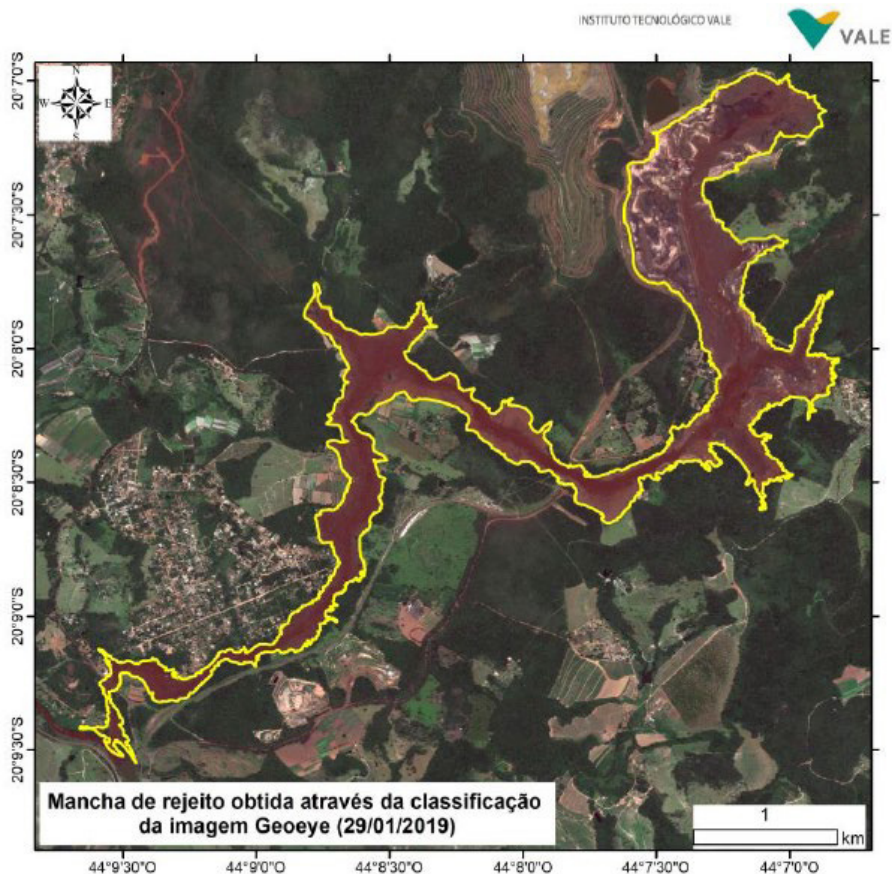 INSTITUTO TECNOLÓGICO VALE
VALE
N
W E
S
20°7'0"S
20°7'30"S
20°8'0"S
20°8'30"S
20°9'0"S
20°9'30"S
Mancha de rejeito obtida através da classificação
da imagem Geoeye (29/01/2019)
1
km
44°9'30"O 44°9'0"O 44°8'30"O 44°8'0"O 44°7'30"O 44°7'0"O